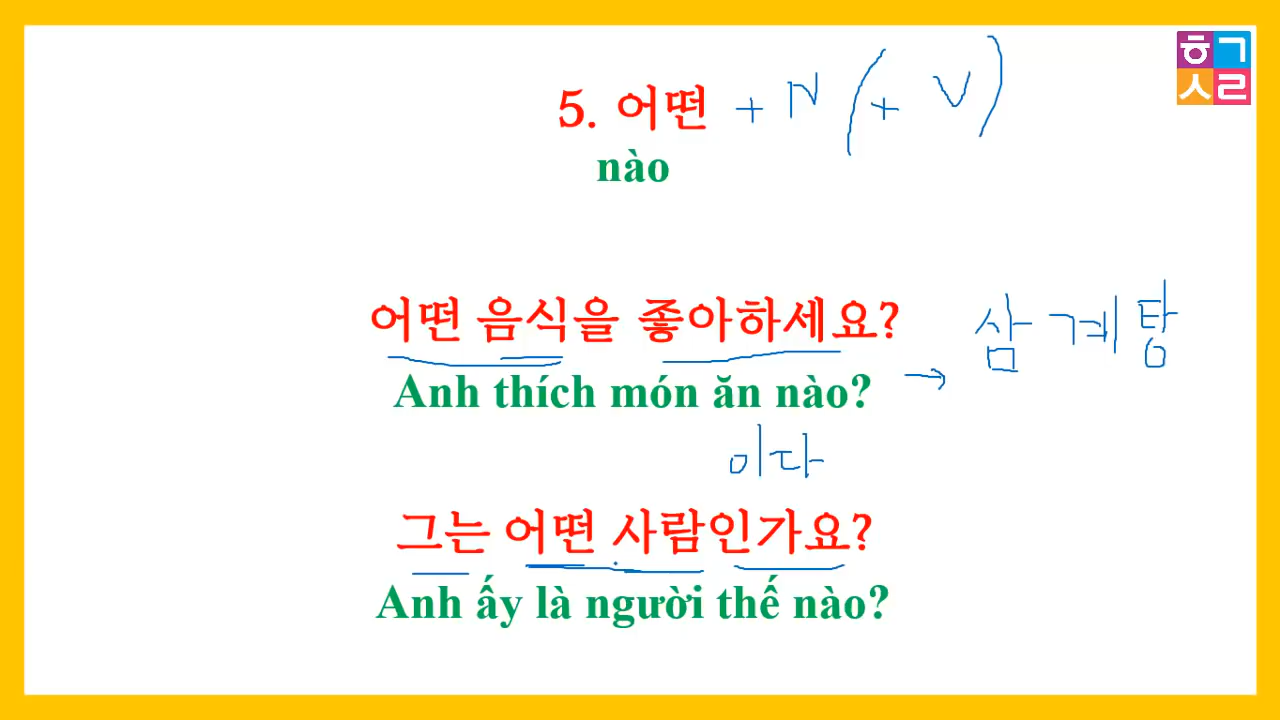 5. 어떤 + N (+ V)
nào
어떤 음식을 좋아하세요?
→ 삼계탕
Anh thích món ăn nào?
이다
그는 어떤 사람인가요?
Anh ấy là người thế nào?
ㅎㄱ
ㅅㄹ